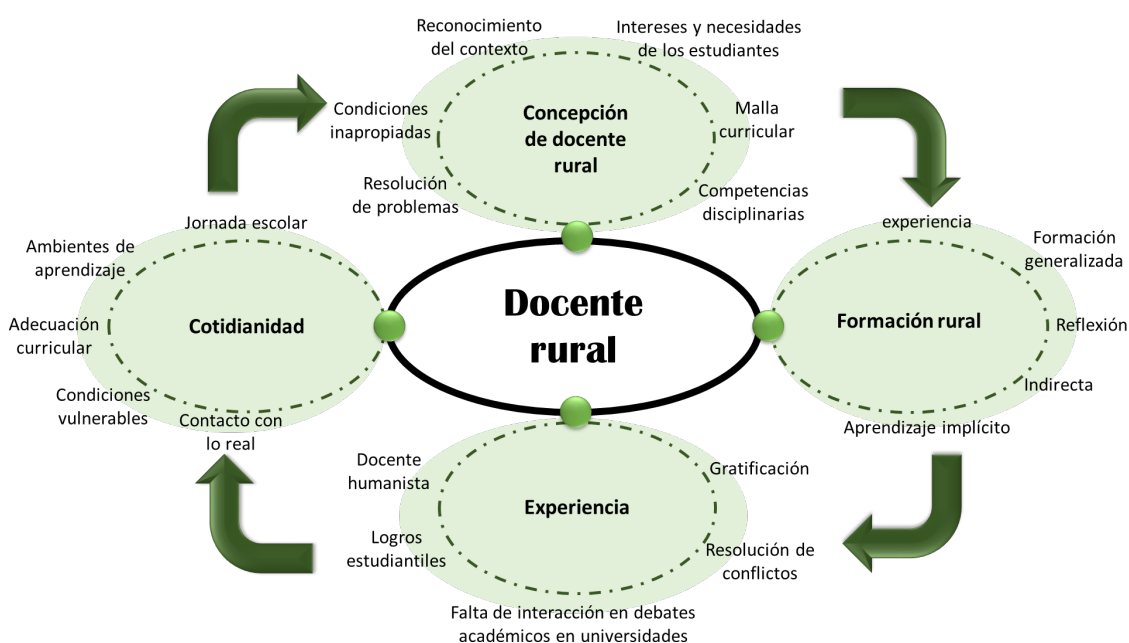 Reconocimiento
del contexto
Intereses y necesidades
de los estudiantes
Condiciones
inapropiadas
Concepción
de docente
rural
Malla
curricular
Resolución
de problemas
Competencias
disciplinarias
Jornada escolar
Ambientes de
aprendizaje
Adecuación
curricular
Cotidianidad
Condiciones
vulnerables
Contacto con
lo real
Docente
rural
experiencia
Formación
generalizada
Formación rural
Reflexión
Indirecta
Aprendizaje implícito
Docente
humanista
Gratificación
Experiencia
Logros
estudiantiles
Resolución de
conflictos
Falta de interacción en debates
académicos en universidades